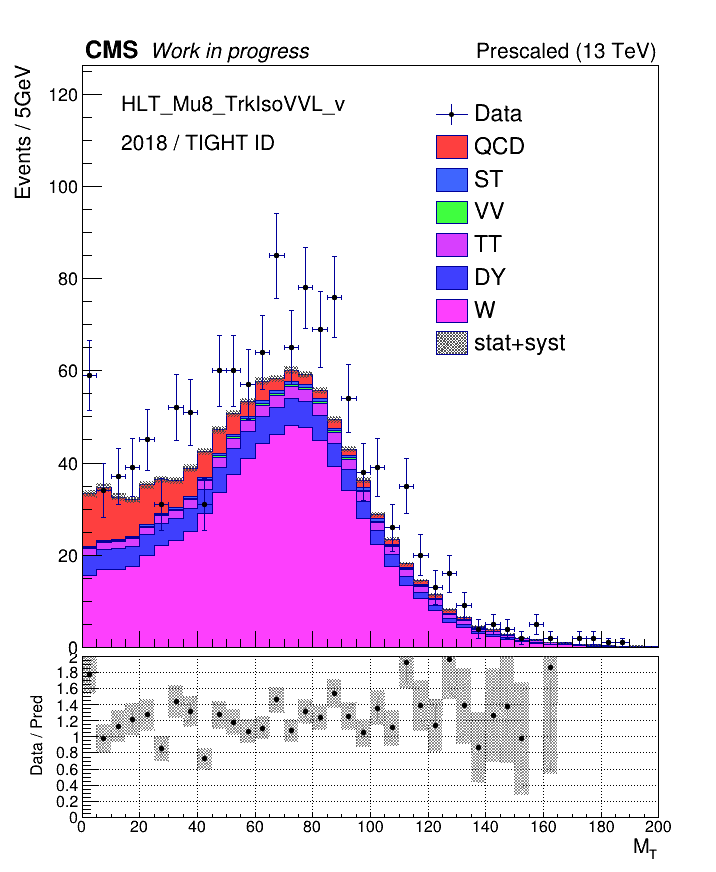 CMS Work in progress Prescaled (13 TeV)
Events / 5GeV
120
100
80
60
40
20
0
HLT_Mu8_TrkIsoVVL_v
2018 / TIGHT ID
Data
QCD
ST
VV
TT
DY
W
stat+syst
Data / Pred
2
1.8
1.6
1.4
1.2
1
0.8
0.6
0.4
0.2
0
0 20 40 60 80 100 120 140 160 180 200
M_T